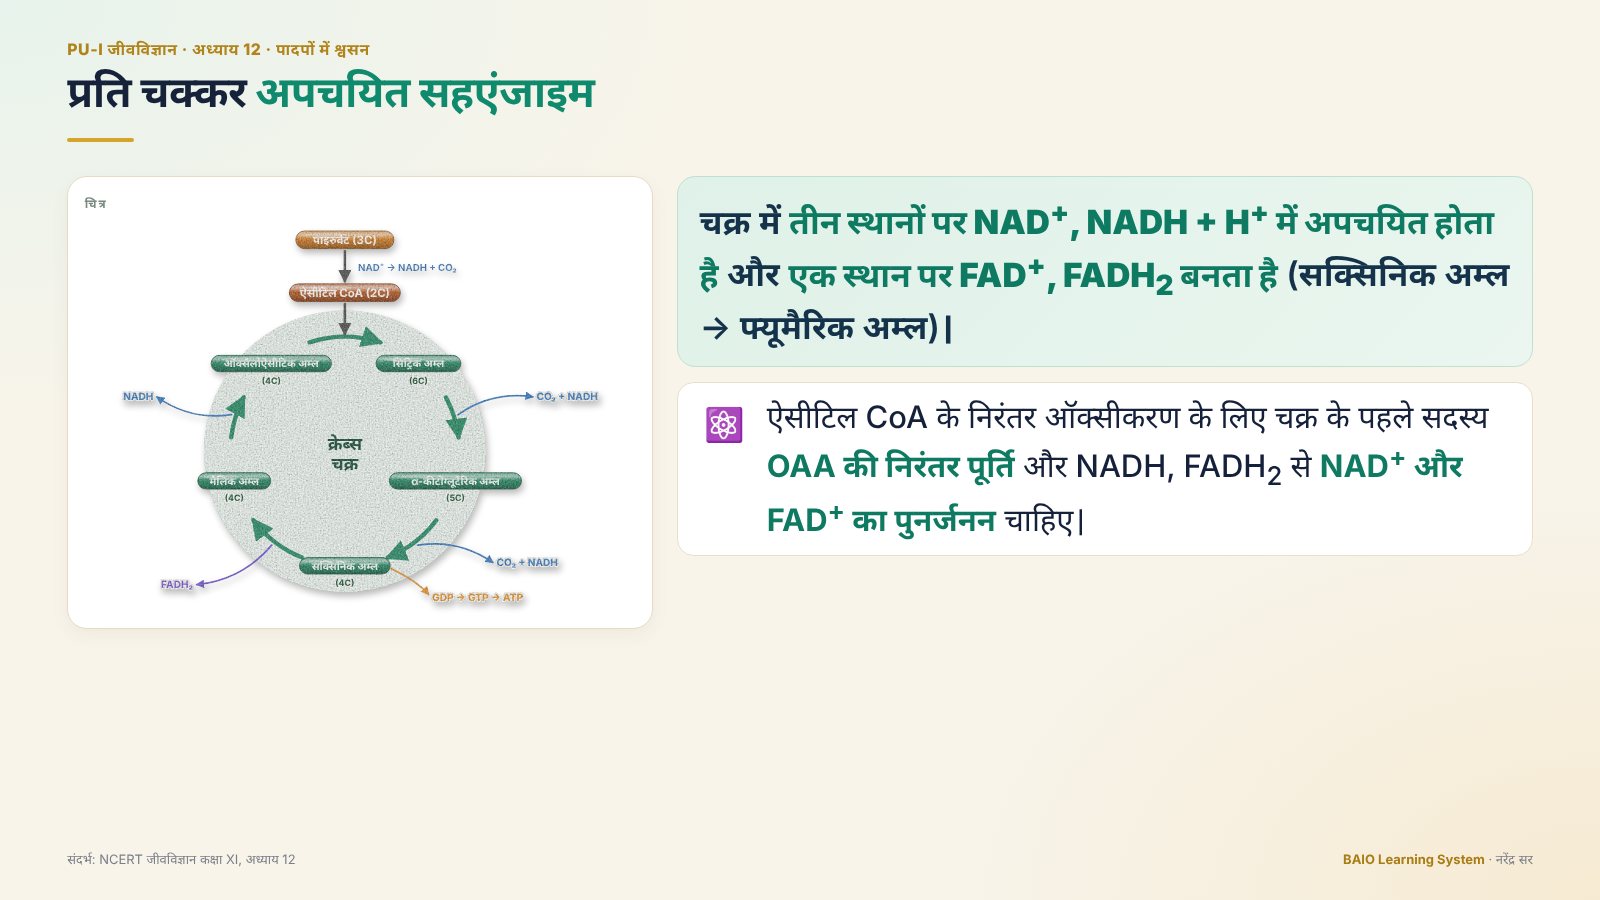 PU-I जीवविज्ञान · अध्याय 12 · पादपों में श्वसन
प्रति चक्कर अपचयित सहएंजाइम
चित्र
पाइरुवेट (3C)
NAD⁺ → NADH + CO₂
ऐसीटिल CoA (2C)
ऑक्सैलोऐसीटिक अम्ल
(4C)
सिट्रिक अम्ल
(6C)
NADH
CO₂ + NADH
क्रेब्स
चक्र
मैलिक अम्ल
(4C)
α-कीटोग्लूटेरिक अम्ल
(5C)
सक्सिनिक अम्ल
(4C)
CO₂ + NADH
FADH₂
GDP → GTP → ATP
चक्र में तीन स्थानों पर NAD⁺, NADH + H⁺ में अपचयित होता
है और एक स्थान पर FAD⁺, FADH₂ बनता है (सक्सिनिक अम्ल
→ फ्यूमैरिक अम्ल)।
ऐसीटिल CoA के निरंतर ऑक्सीकरण के लिए चक्र के पहले सदस्य
OAA की निरंतर पूर्ति और NADH, FADH₂ से NAD⁺ और
FAD⁺ का पुनर्जनन चाहिए।
संदर्भ: NCERT जीवविज्ञान कक्षा XI, अध्याय 12
BAIO Learning System · नरेंद्र सर